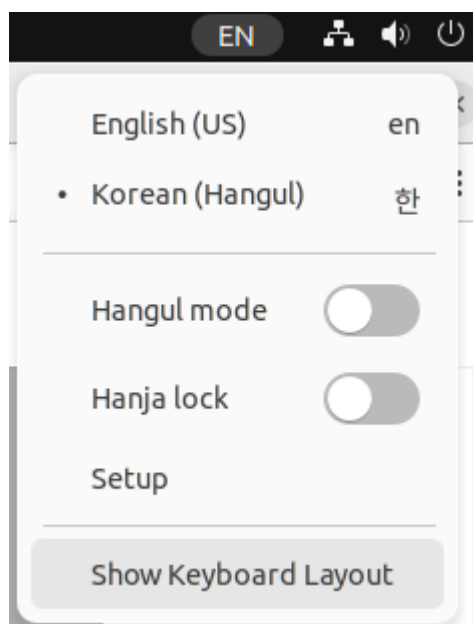 EN
English (US) en
• Korean (Hangul) 한
Hangul mode
Hanja lock
Setup
Show Keyboard Layout